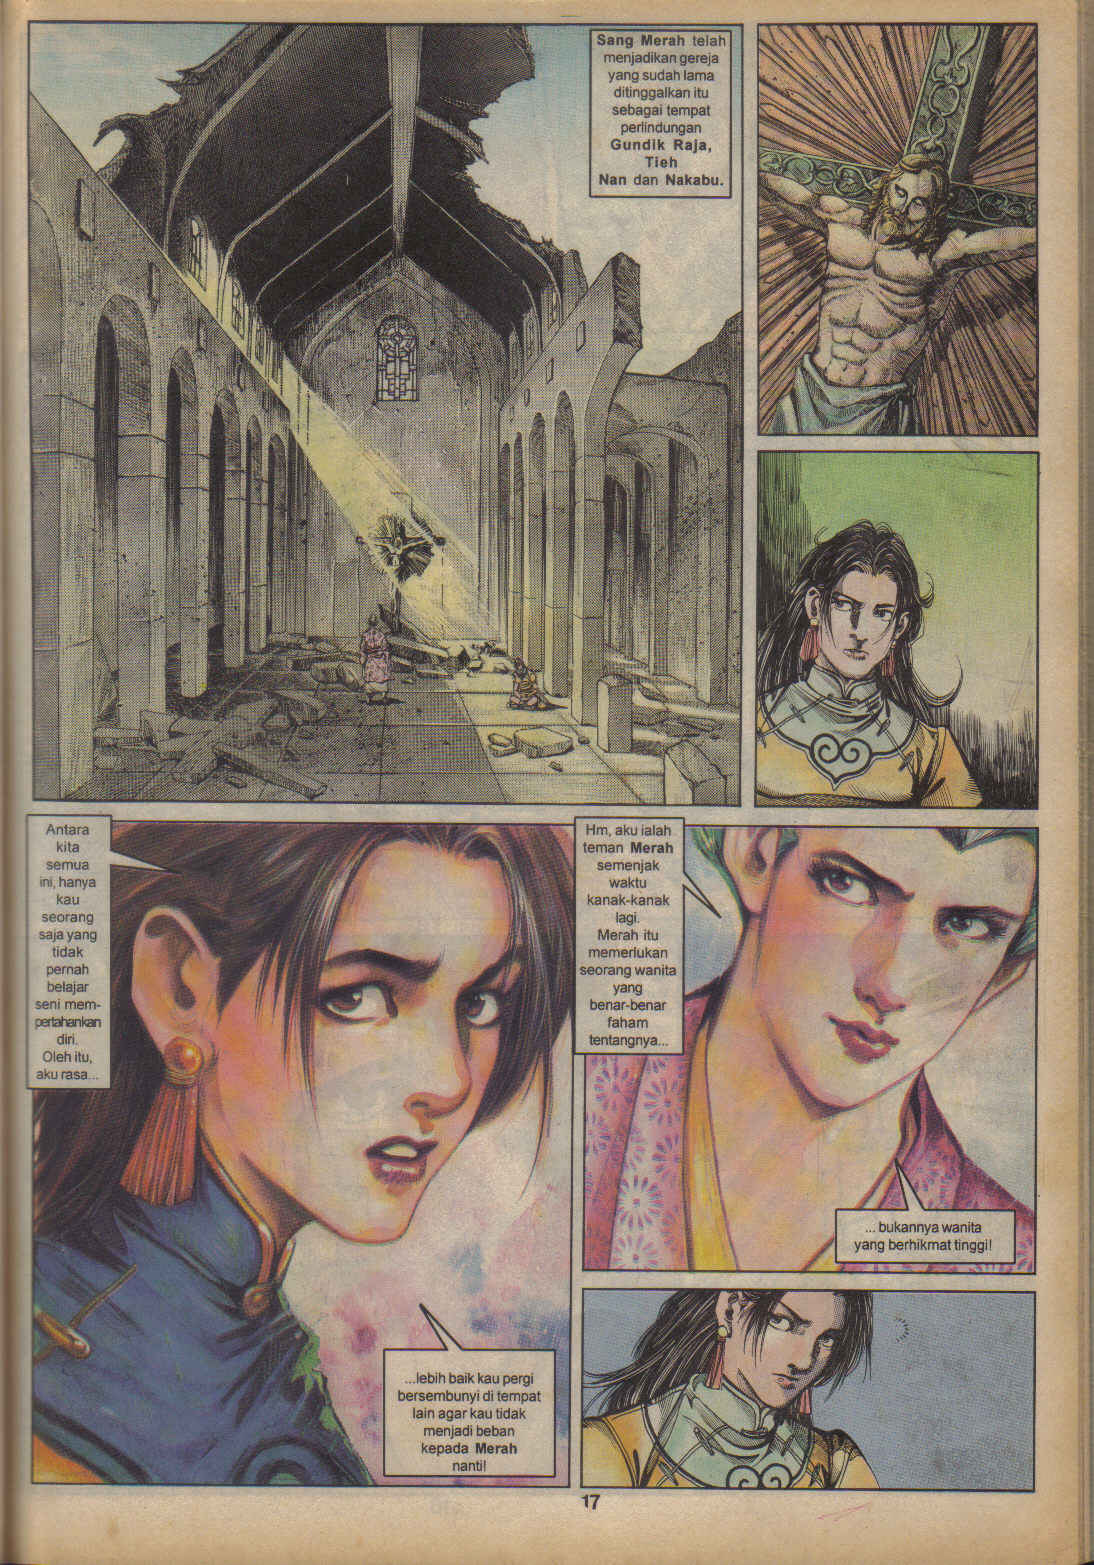 Sang Merah telah
menjadikan gereja
yang sudah lama
ditinggalkan itu
sebagai tempat
perlindungan
Gundik Raja,
Tieh
Nan dan Nakabu.
Antara
kita
semua
ini, hanya
kau
seorang
saja yang
tidak
pernah
belajar
seni mem-
pertahankan
diri.
Oleh itu,
aku rasa...
...lebih baik kau pergi
bersembunyi di tempat
lain agar kau tidak
menjadi beban
kepada Merah
nanti!
Hm, aku ialah
teman Merah
semenjak
waktu
kanak-kanak
lagi.
Merah itu
memerlukan
seorang wanita
yang
benar-benar
faham
tentangnya...
... bukannya wanita
yang berhikmat tinggi!
17